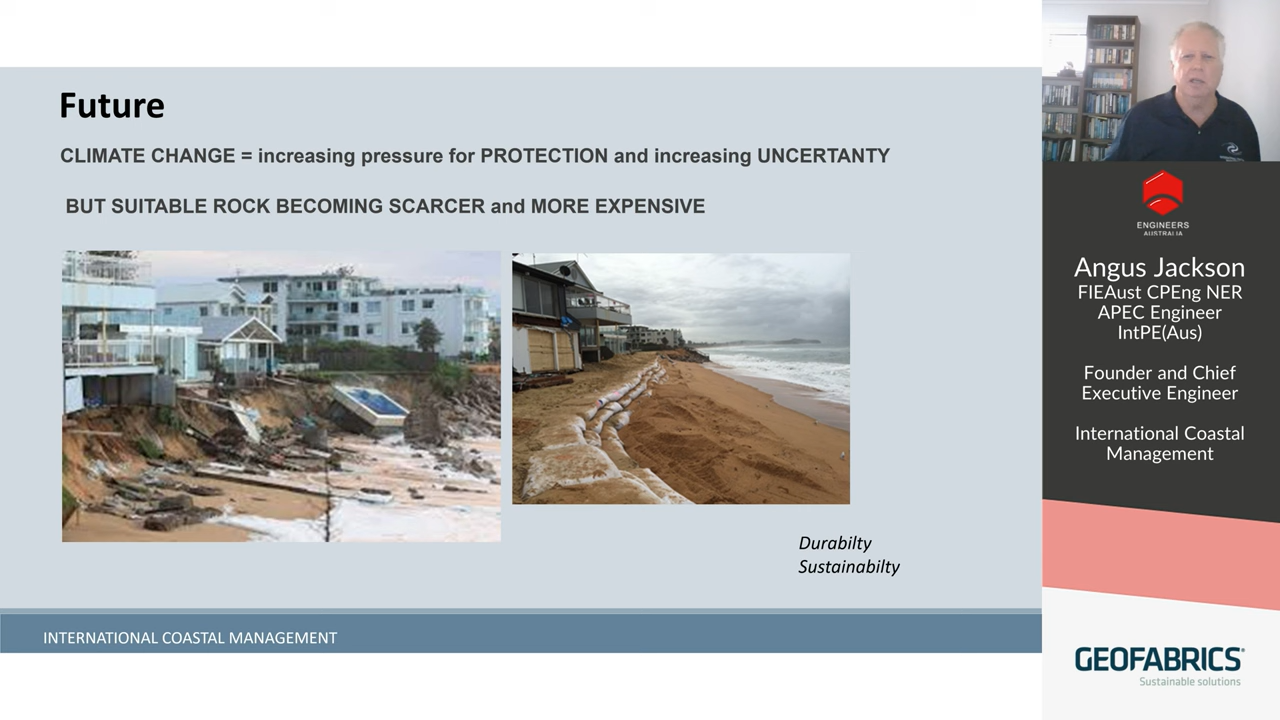 Future
CLIMATE CHANGE = increasing pressure for PROTECTION and increasing UNCERTANTY
BUT SUITABLE ROCK BECOMING SCARCER and MORE EXPENSIVE
Durabilty
Sustainabilty
INTERNATIONAL COASTAL MANAGEMENT
ENGINEERS
AUSTRALIA
Angus Jackson
FIEAust CPEng NER
APEC Engineer
IntPE(Aus)
Founder and Chief
Executive Engineer
International Coastal
Management
GEOFABRICS
Sustainable solutions